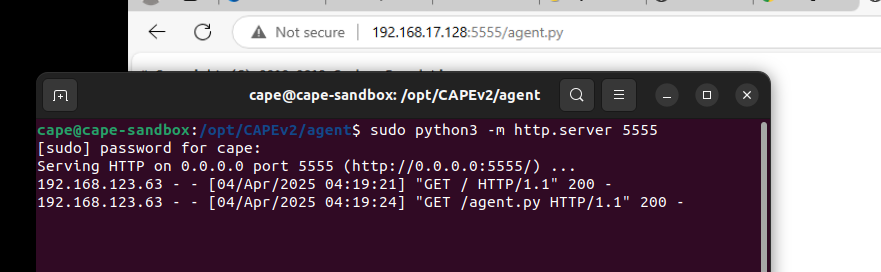 Not secure | 192.168.17.128:5555/agent.py
cape@cape-sandbox: /opt/CAPEv2/agent
cape@cape-sandbox:/opt/CAPEv2/agent$ sudo python3 -m http.server 5555
[sudo] password for cape:
Serving HTTP on 0.0.0.0 port 5555 (http://0.0.0.0:5555/) ...
192.168.123.63 - - [04/Apr/2025 04:19:21] "GET / HTTP/1.1" 200 -
192.168.123.63 - - [04/Apr/2025 04:19:24] "GET /agent.py HTTP/1.1" 200 -